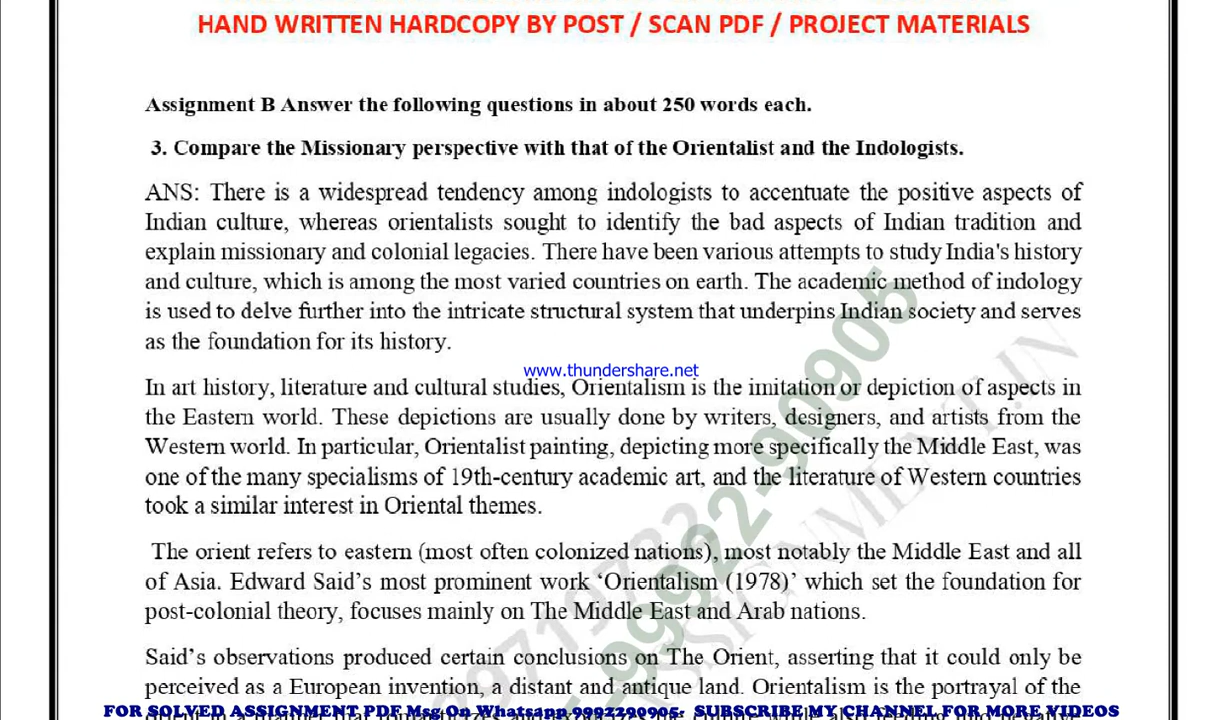 HAND WRITTEN HARDCOPY BY POST / SCAN PDF / PROJECT MATERIALS
Assignment B Answer the following questions in about 250 words each.
3. Compare the Missionary perspective with that of the Orientalist and the Indologists.
ANS: There is a widespread tendency among indologists to accentuate the positive aspects of
Indian culture, whereas orientalists sought to identify the bad aspects of Indian tradition and
explain missionary and colonial legacies. There have been various attempts to study India's history
and culture, which is among the most varied countries on earth. The academic method of indology
is used to delve further into the intricate structural system that underpins Indian society and serves
as the foundation for its history.
www.thundershare.net
In art history, literature and cultural studies, Orientalism is the imitation or depiction of aspects in
the Eastern world. These depictions are usually done by writers, designers, and artists from the
Western world. In particular, Orientalist painting, depicting more specifically the Middle East, was
one of the many specialisms of 19th-century academic art, and the literature of Western countries
took a similar interest in Oriental themes.
The orient refers to eastern (most often colonized nations), most notably the Middle East and all
of Asia. Edward Said’s most prominent work ‘Orientalism (1978)’ which set the foundation for
post-colonial theory, focuses mainly on The Middle East and Arab nations.
Said’s observations produced certain conclusions on The Orient, asserting that it could only be
perceived as a European invention, a distant and antique land. Orientalism is the portrayal of the
FOR SOLVED ASSIGNMENT PDF Msg On Whatsapp 9992290905- SUBSCRIBE MY CHANNEL FOR MORE VIDEOS